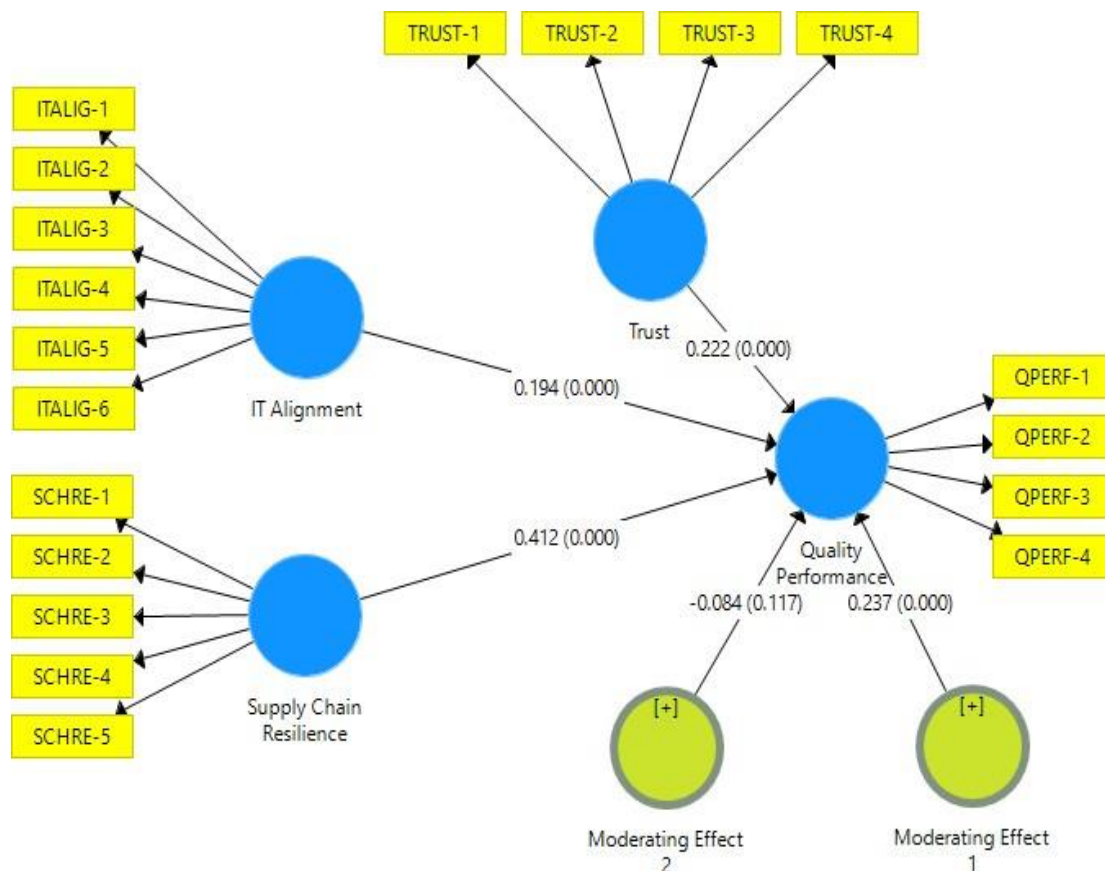 TRUST-1
TRUST-2
TRUST-3
TRUST-4
ITALIG-1
ITALIG-2
ITALIG-3
ITALIG-4
ITALIG-5
ITALIG-6
IT Alignment
Trust
0.222 (0.000)
0.194 (0.000)
QPERF-1
QPERF-2
QPERF-3
QPERF-4
Quality
Performance
SCHRE-1
SCHRE-2
SCHRE-3
SCHRE-4
SCHRE-5
Supply Chain
Resilience
0.412 (0.000)
-0.084 (0.117)
0.237 (0.000)
[+]
Moderating Effect
2
[+]
Moderating Effect
1